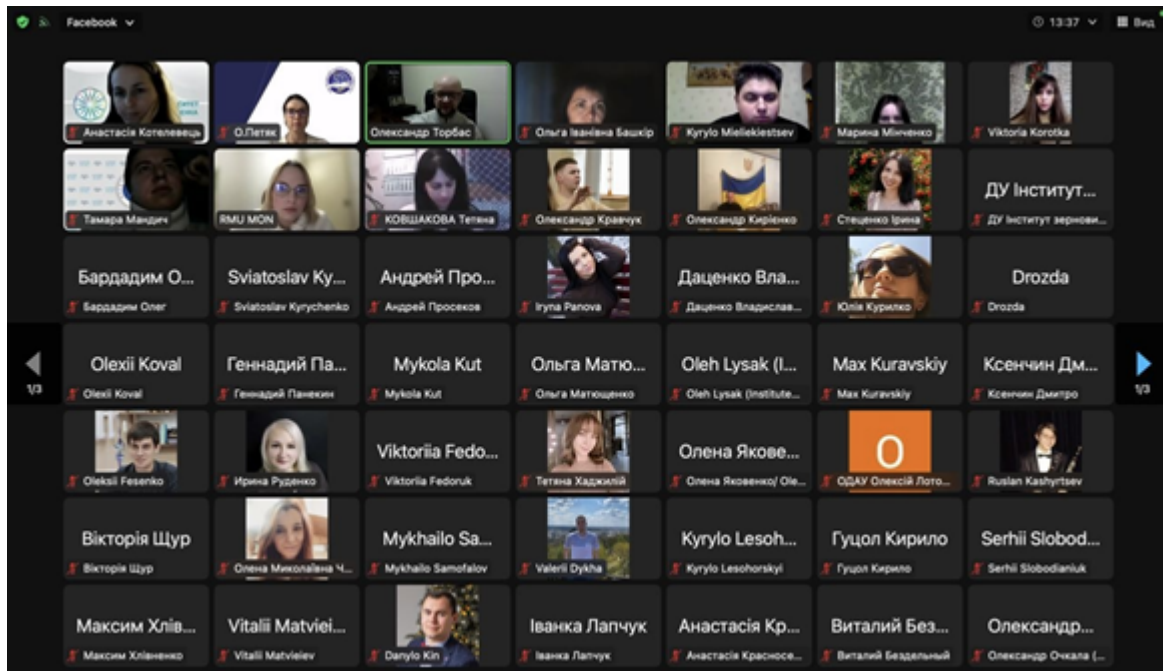 Facebook
13:37
Вид
Анастасія Котелевець
О.Петяк
Олександр Торбас
Ольга Іванівна Башкір
Kyrylo Mieliekiestsev
Марина Мінченко
Viktoria Korotka
Тамара Мандич
RMU MON
КОВШАКОВА Тетяна
Олександр Кравчук
Олександр Кирієнко
Стеценко Ірина
ДУ Інститут...
ДУ Інститут зернови...
Бардадим О...
Бардадим Олег
Sviatoslav Ky...
Sviatoslav Kyrychenko
Андрей Про...
Андрей Просеков
Iryna Panova
Даценко Вла...
Даценко Владислав...
Юлія Курилко
Drozda
Drozda
1/3
Olexii Koval
Olexii Koval
Геннадий Па...
Геннадий Панекин
Mykola Kut
Mykola Kut
Ольга Матю...
Ольга Матющенко
Oleh Lysak (I...
Oleh Lysak (Institute...
Max Kuravskiy
Max Kuravskiy
Ксенчин Дм...
Ксенчин Дмитро
1/3
Oleksii Fesenko
Ирина Руденко
Viktoriia Fedo...
Viktoriia Fedoruk
Тетяна Хаджилій
Олена Якове...
Олена Яковенко/ Ole...
О
ОДАУ Олексій Лото...
Ruslan Kashyrtsev
Вікторія Щур
Вікторія Щур
Олена Миколаївна Ч...
Mykhailo Sa...
Mykhailo Samofalov
Valerii Dykha
Kyrylo Lesoh...
Kyrylo Lesohorskyi
Гуцол Кирило
Гуцол Кирило
Serhii Slobod...
Serhii Slobodianiuk
Максим Хлів...
Максим Хлівненко
Vitalii Matviei...
Vitalii Matvieiev
Danylo Kin
Іванка Лапчук
Іванка Лапчук
Анастасія Кр...
Анастасія Красносе...
Виталий Без...
Виталий Бездельный
Олександр...
Олександр Очкала (...